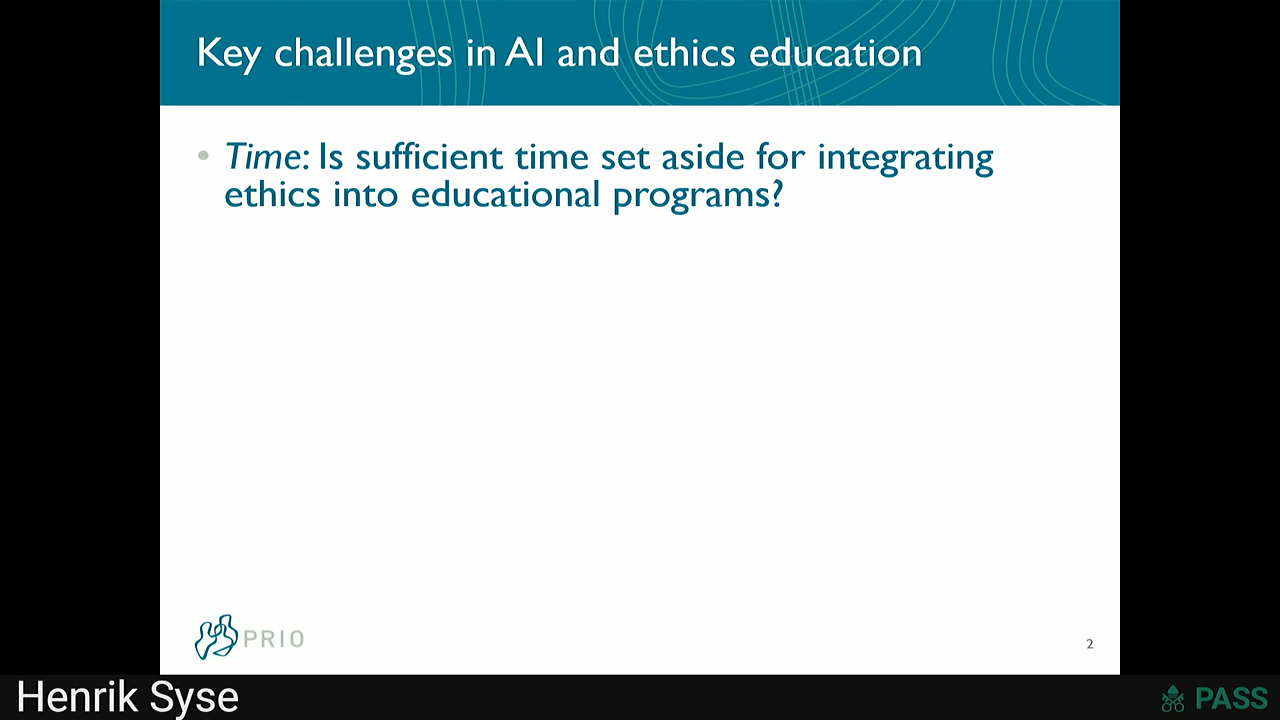 Key challenges in AI and ethics education
• Time: Is sufficient time set aside for integrating
ethics into educational programs?
PRIO
2
Henrik Syse
PASS